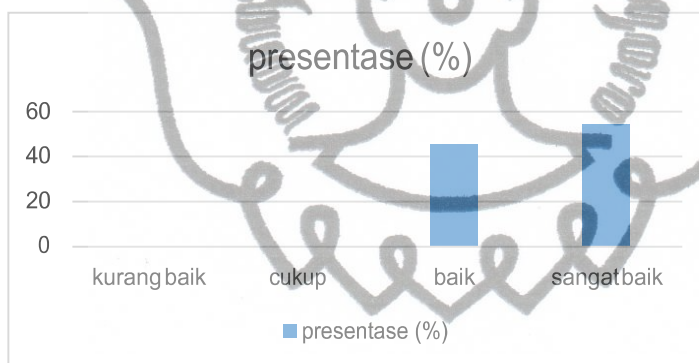 presentase (%)
60
40
20
0
kurang baik cukup baik sangat baik
presentase (%)